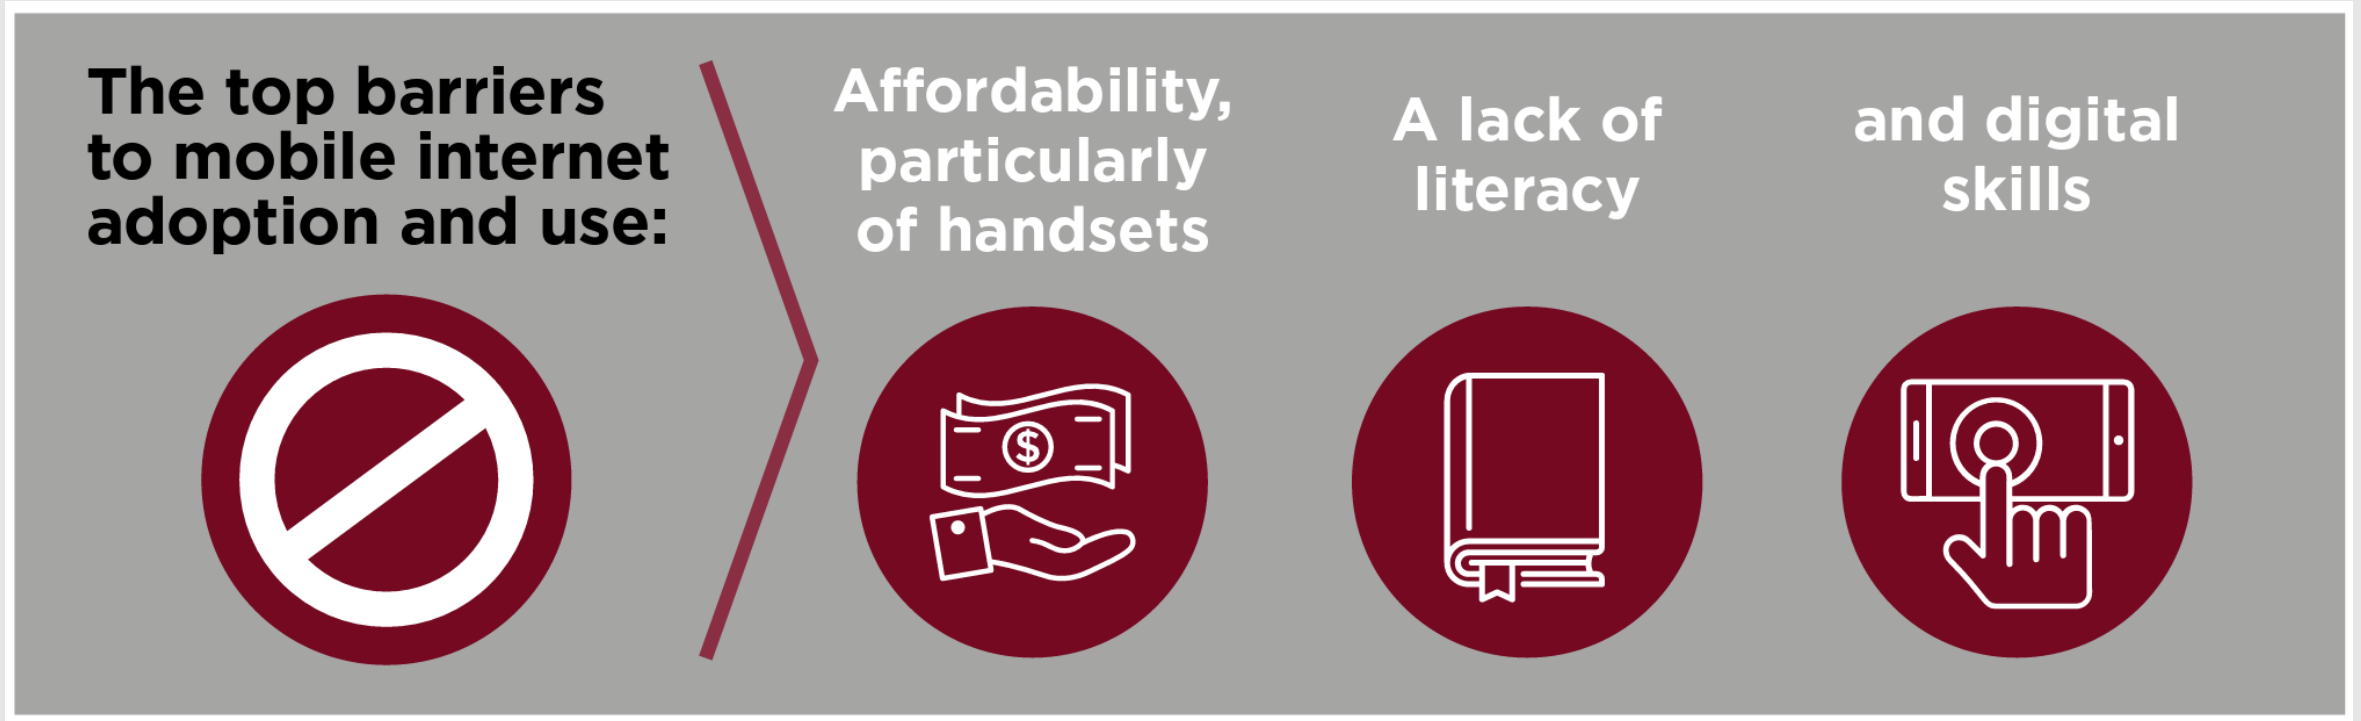 The top barriers
to mobile internet
adoption and use:
Affordability,
particularly
of handsets
$
A lack of
literacy
and digital
skills